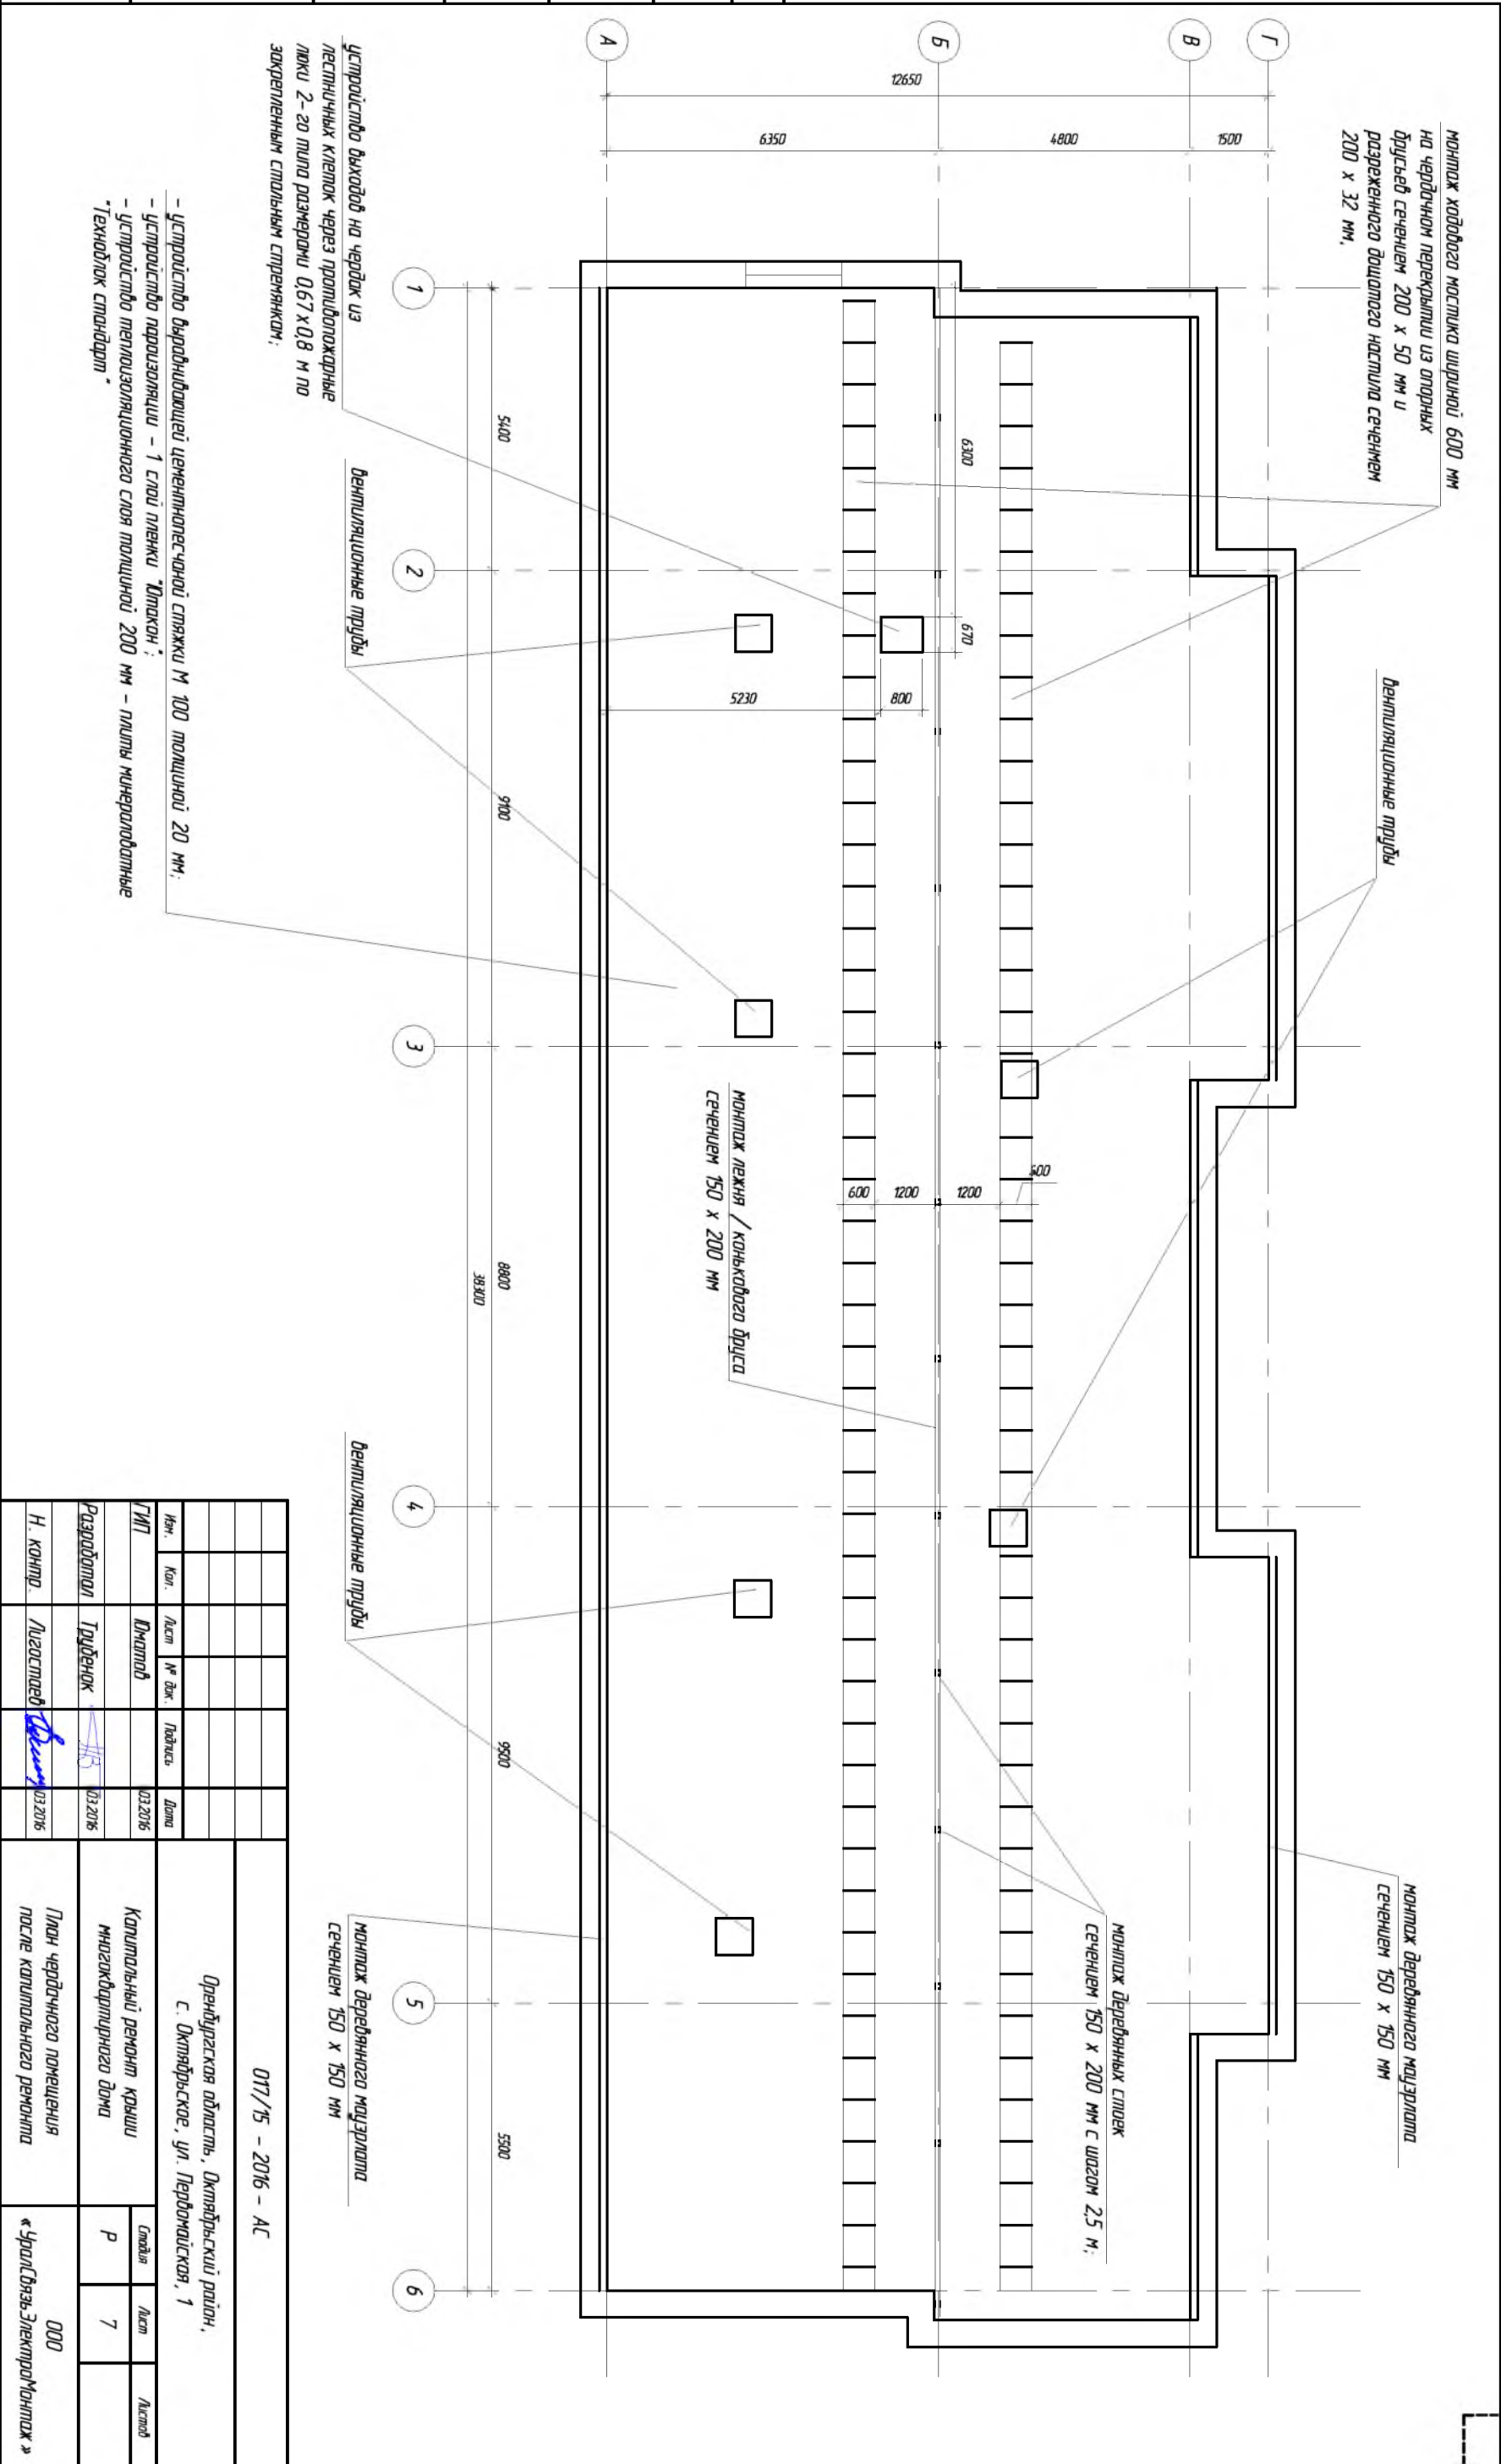 монтаж ходового мостика шириной 600 мм
на чердачном перекрытии из опорных
брусьев сечением 200 х 50 мм и
разреженного дощатого настила сечением
200 х 32 мм,
вентиляционные трубы
монтаж деревянного мауэрлата
сечением 150 х 150 мм
Г
В
Б
А
12650
1500
4800
6350
6300
670
5230
800
600
1200
1200
600
монтаж деревянных стоек
сечением 150 х 200 мм с шагом 2,5 м;
монтаж лежня / конькового бруса
сечением 150 х 200 мм
5400
9100
8800
9500
5500
38300
1
2
3
4
5
6
устройство выходов на чердак из
лестничных клеток через противопожарные
люки 2-го типа размерами 0,67х0,8 м по
закрепленным стальным стремянкам;
вентиляционные трубы
вентиляционные трубы
монтаж деревянного мауэрлата
сечением 150 х 150 мм
- устройство выравнивающей цементнопесчаной стяжки М 100 толщиной 20 мм;
- устройство пароизоляции - 1 слой пленки "Ютакон";
- устройство теплоизоляционного слоя толщиной 200 мм - плиты минераловатные
"Техноблок стандарт"
017/15 - 2016 - АС
Оренбургская область, Октябрьский район,
с. Октябрьское, ул. Первомайская, 1
Изм. Кол. Лист № док. Подпись Дата
ГИП Юматов 03.2016
Разработал Трубенок 03.2016
Н. контр. Лигостаев 03.2016
Капитальный ремонт крыши
многоквартирного дома
Стадия Лист Листов
Р 7
План чердачного помещения
после капитального ремонта
ООО
«УралСвязьЭлектроМонтаж»